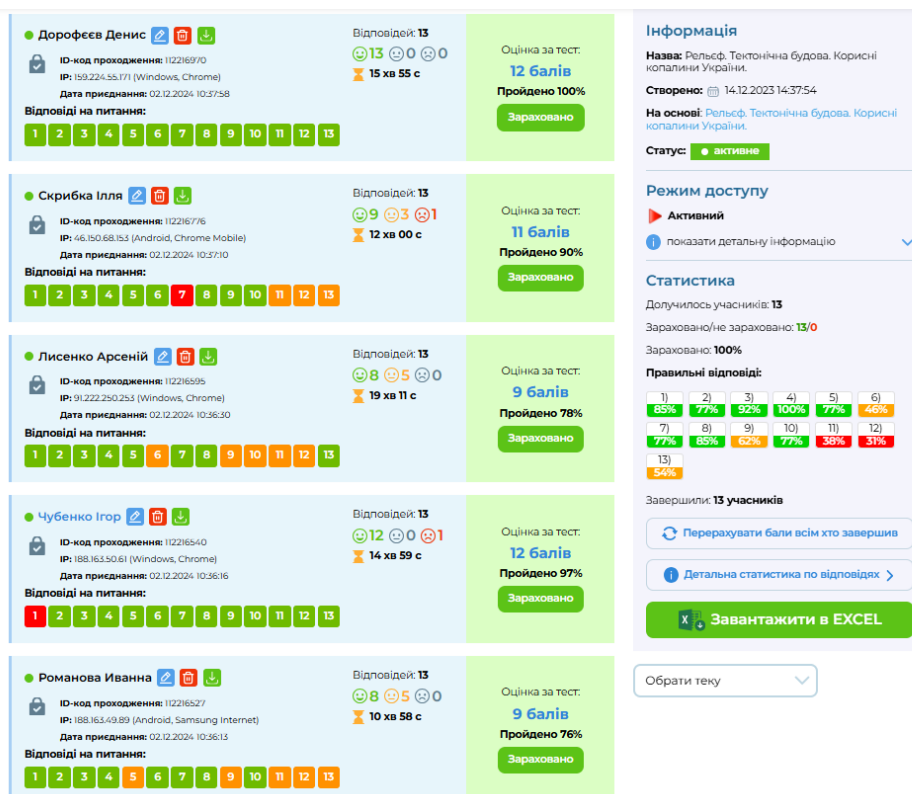 Дорофєєв Денис
ID-код проходження: 112216970
IP: 159.224.55.171 (Windows, Chrome)
Дата приєднання: 02.12.2024 10:37:58
Відповіді на питання:
1 2 3 4 5 6 7 8 9 10 11 12 13
Відповідей: 13
13 0 0
15 хв 55 с
Оцінка за тест:
12 балів
Пройдено 100%
Зараховано
Скрибка Ілля
ID-код проходження: 112216776
IP: 46.150.68.153 (Android, Chrome Mobile)
Дата приєднання: 02.12.2024 10:37:10
Відповіді на питання:
1 2 3 4 5 6 7 8 9 10 11 12 13
Відповідей: 13
9 3 1
12 хв 00 с
Оцінка за тест:
11 балів
Пройдено 90%
Зараховано
Лисенко Арсеній
ID-код проходження: 112216595
IP: 91.222.250.253 (Windows, Chrome)
Дата приєднання: 02.12.2024 10:36:30
Відповіді на питання:
1 2 3 4 5 6 7 8 9 10 11 12 13
Відповідей: 13
8 5 0
19 хв 11 с
Оцінка за тест:
9 балів
Пройдено 78%
Зараховано
Чубенко Ігор
ID-код проходження: 112216540
IP: 188.163.50.61 (Windows, Chrome)
Дата приєднання: 02.12.2024 10:36:16
Відповіді на питання:
1 2 3 4 5 6 7 8 9 10 11 12 13
Відповідей: 13
12 0 1
14 хв 59 с
Оцінка за тест:
12 балів
Пройдено 97%
Зараховано
Романова Иванна
ID-код проходження: 112216527
IP: 188.163.49.89 (Android, Samsung Internet)
Дата приєднання: 02.12.2024 10:36:13
Відповіді на питання:
1 2 3 4 5 6 7 8 9 10 11 12 13
Відповідей: 13
8 5 0
10 хв 58 с
Оцінка за тест:
9 балів
Пройдено 76%
Зараховано
Інформація
Назва: Рельєф. Тектонічна будова. Корисні
копалини України.
Створено: 14.12.2023 14:37:54
На основі: Рельєф. Тектонічна будова. Корисні
копалини України.
Статус: активне
Режим доступу
Активний
показати детальну інформацію
Статистика
Долучилось учасників: 13
Зараховано/не зараховано: 13/0
Зараховано: 100%
Правильні відповіді:
1) 2) 3) 4) 5) 6)
85% 77% 92% 100% 77% 46%
7) 8) 9) 10) 11) 12)
77% 85% 62% 77% 38% 31%
13)
54%
Завершили: 13 учасників
Перерахувати бали всім хто завершив
Детальна статистика по відповідях
Завантажити в EXCEL
Обрати теку